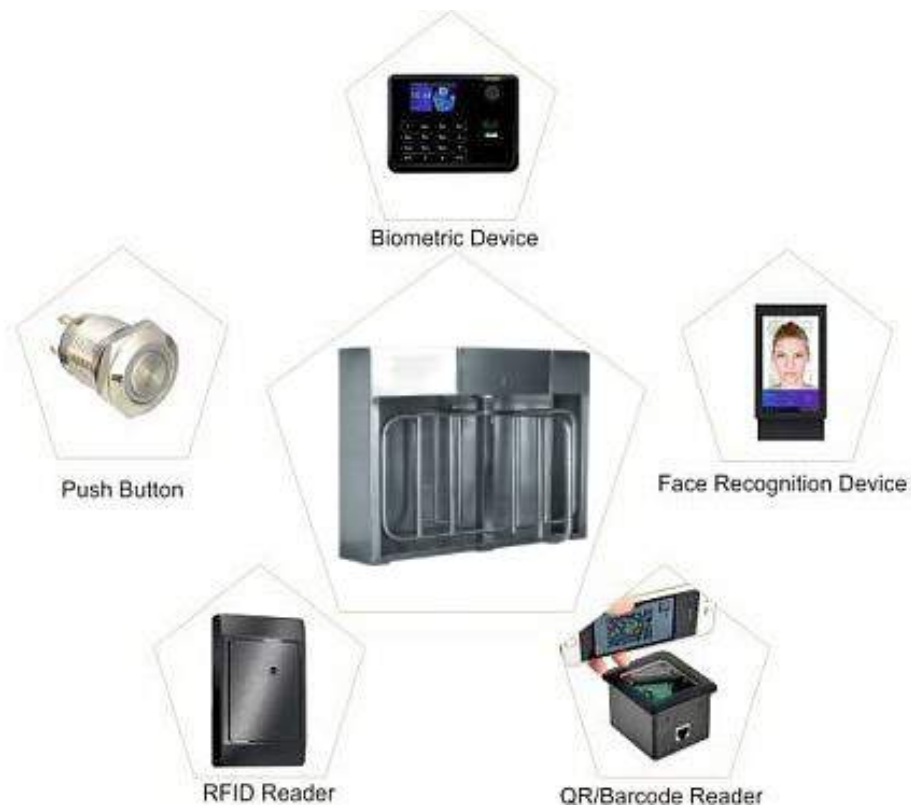 Biometric Device
Push Button
Face Recognition Device
RFID Reader
QR/Barcode Reader